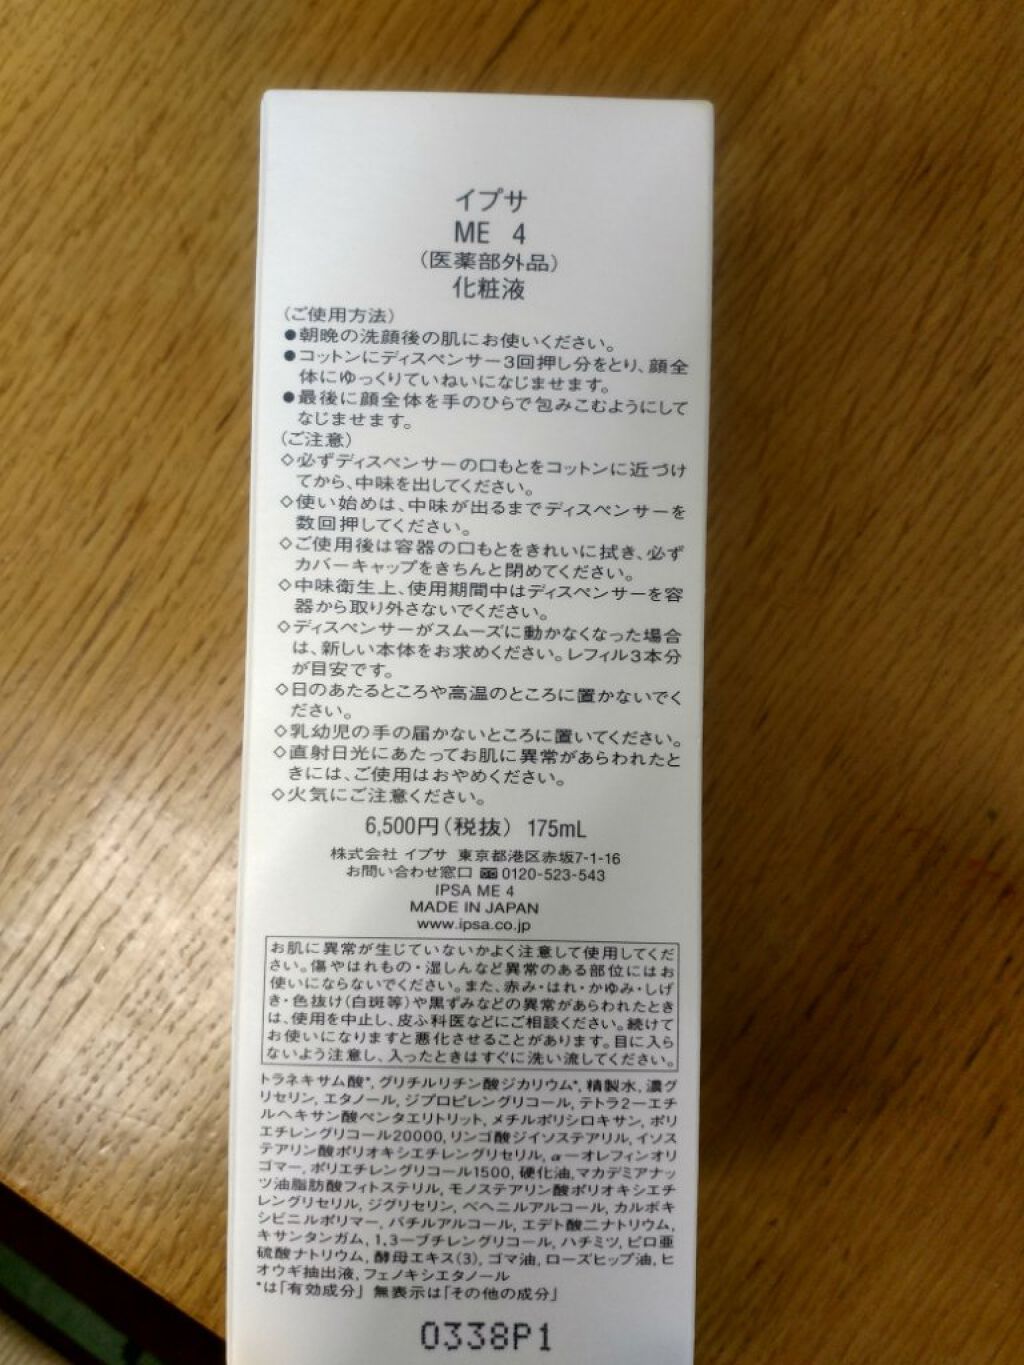 イプサ
ME 4
(医薬部外品)
化粧液
(ご使用方法)
●朝晩の洗顔後の肌にお使いください。
●コットンにディスペンサー3回押し分をとり、顔全
体にゆっくりていねいになじませます。
●最後に顔全体を手のひらで包みこむようにして
なじませます。
(ご注意)
◇必ずディスペンサーの口もとをコットンに近づけ
てから、中味を出してください。
◇使い始めは、中味が出るまでディスペンサーを
数回押してください。
◇ご使用後は容器の口もとをきれいに拭き、必ず
カバーキャップをきちんと閉めてください。
◇中味衛生上、使用期間中はディスペンサーを容
器から取り外さないでください。
◇ディスペンサーがスムーズに動かなくなった場合
は、新しい本体をお求めください。レフィル3本分
が目安です。
◇日のあたるところや高温のところに置かないでく
ださい。
◇乳幼児の手の届かないところに置いてください。
◇直射日光にあたってお肌に異常があらわれたと
きには、ご使用はおやめください。
◇火気にご注意ください。
6,500円(税抜) 175mL
株式会社 イプサ 東京都港区赤坂7-1-16
お問い合わせ窓口 0120-523-543
IPSA ME 4
MADE IN JAPAN
www.ipsa.co.jp
お肌に異常が生じていないかよく注意して使用してくだ
さい。傷やはれもの・湿しんなど異常のある部位にはお
使いにならないでください。また、赤み・はれ・かゆみ・しげ
き・色抜け(白斑等)や黒ずみなどの異常があらわれたとき
は、使用を中止し、皮ふ科医などにご相談ください。続けて
お使いになりますと悪化させることがあります。目に入ら
ないよう注意し、入ったときはすぐに洗い流してください。
トラネキサム酸*, グリチルリチン酸ジカリウム*, 精製水, 濃グ
リセリン, エタノール, ジプロピレングリコール, テトラ2-エチ
ルヘキサン酸ペンタエリトリット, メチルポリシロキサン, ポリ
エチレングリコール20000, リンゴ酸ジイソステアリル, イソス
テアリン酸ポリオキシエチレングリセリル, α-オレフィンオリ
ゴマー, ポリエチレングリコール1500, 硬化油, マカデミアナッ
ツ油脂肪酸フィトステリル, モノステアリン酸ポリオキシエチ
レングリセリル, ジグリセリン, ベヘニルアルコール, カルボキ
シビニルポリマー, バチルアルコール, エデト酸二ナトリウム,
キサンタンガム, 1,3-ブチレングリコール, ハチミツ, ピロ亜
硫酸ナトリウム, 酵母エキス(3), ゴマ油, ローズヒップ油, ヒ
オウギ抽出液, フェノキシエタノール
*は「有効成分」 無表示は「その他の成分」
0338P1